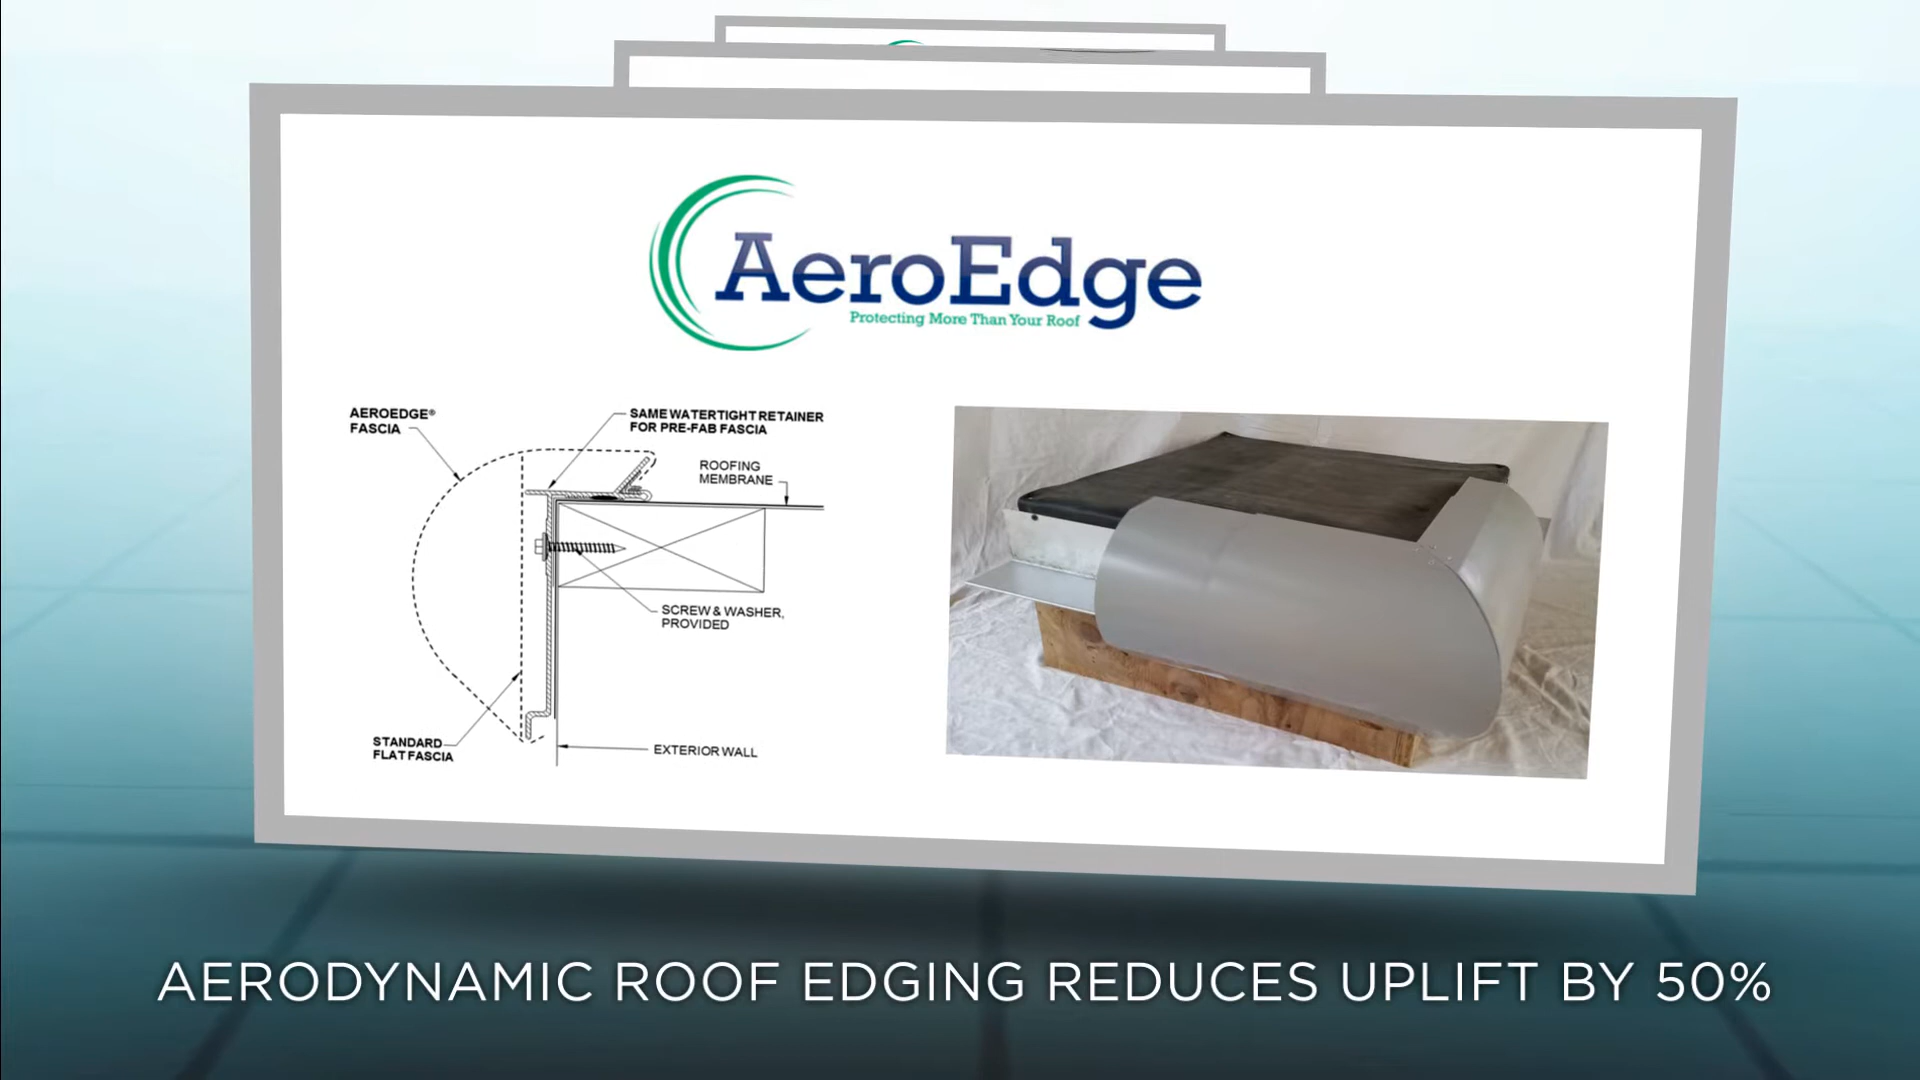 AeroEdge
Protecting More Than Your Roof
AEROEDGE®
FASCIA
SAME WATERTIGHT RETAINER
FOR PRE-FAB FASCIA
ROOFING
MEMBRANE
SCREW & WASHER,
PROVIDED
STANDARD
FLAT FASCIA
EXTERIOR WALL
AERODYNAMIC ROOF EDGING REDUCES UPLIFT BY 50%